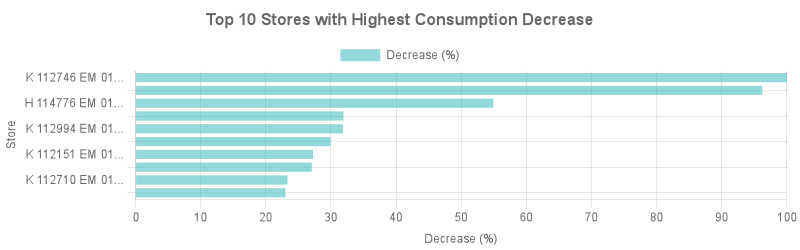 Top 10 Stores with Highest Consumption Decrease
Decrease (%)
Store
K 112746 EM 01...
H 114776 EM 01...
K 112994 EM 01...
K 112151 EM 01...
K 112710 EM 01...
0 10 20 30 40 50 60 70 80 90 100
Decrease (%)